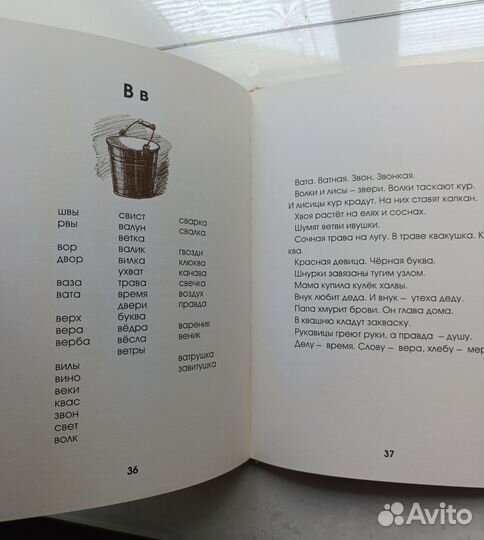 В в
швы
рвы
вор
двор
ваза
вата
верх
вера
верба
вилы
вино
веки
квас
звон
свет
волк
свист
валун
ветка
валик
вилка
ухват
трава
время
двери
буква
вёдра
вёсла
ветры
сварка
свалка
гвозди
клюква
канава
свечка
воздух
правда
вареник
веник
ватрушка
завитушка
36
Вата. Ватная. Звон. Звонкая.
Волки и лисы – звери. Волки таскают кур.
И лисицы кур крадут. На них ставят капкан.
Хвоя растёт на елях и соснах.
Шумят ветви ивушки.
Сочная трава на лугу. В траве квакушка. К
ква.
Красная девица. Чёрная буква.
Шнурки завязаны тугим узлом.
Мама купила кулёк халвы.
Внук любит деда. И внук – утеха деду.
Папа хмурит брови. Он глава дома.
В квашню кладут закваску.
Рукавицы греют руки, а правда – душу.
Делу – время. Слову – вера, хлебу – мер
37
Avito